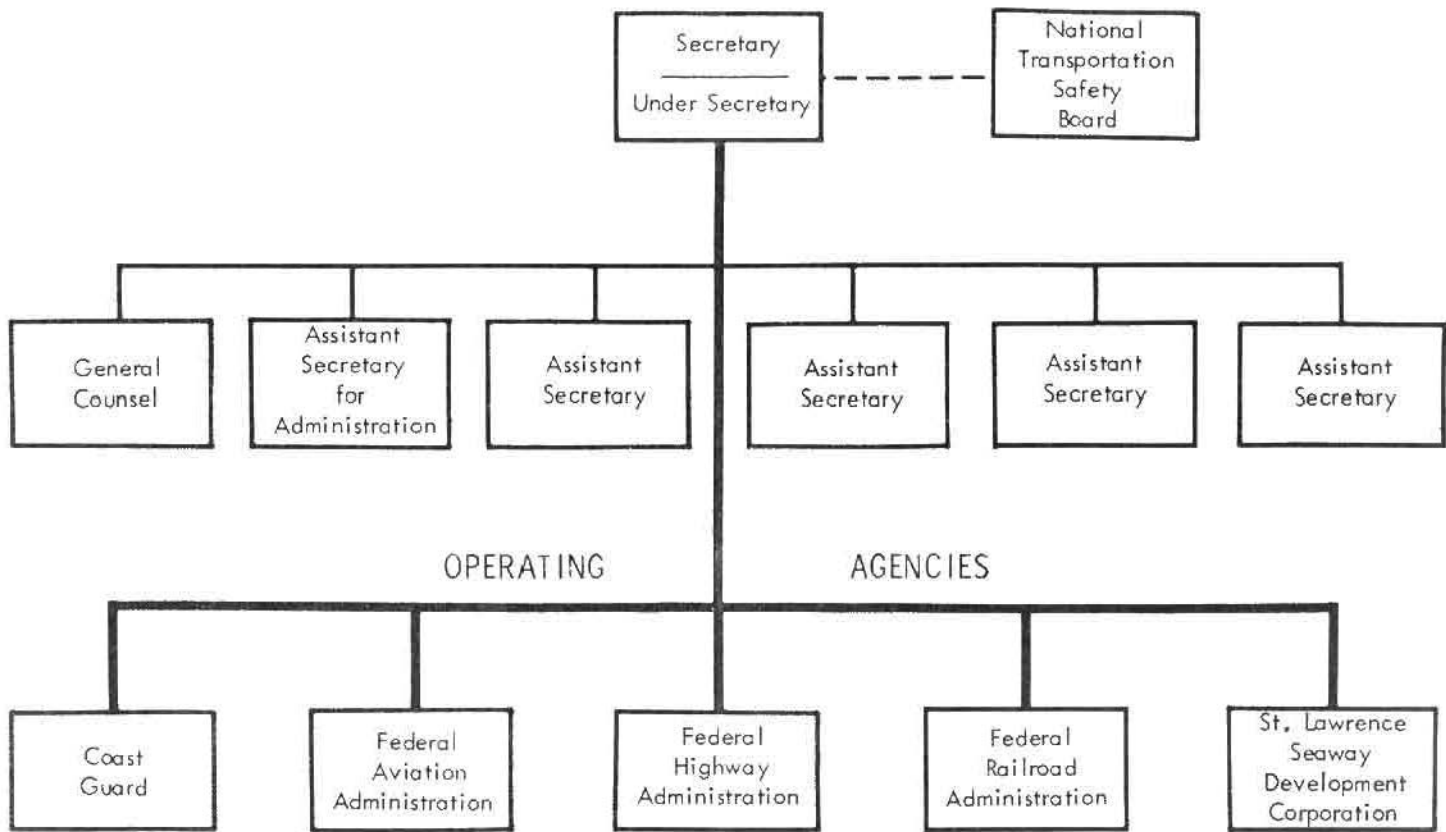 Secretary
Under Secretary
National
Transportation
Safety
Board
General
Counsel
Assistant
Secretary
for
Administration
Assistant
Secretary
Assistant
Secretary
Assistant
Secretary
Assistant
Secretary
OPERATING AGENCIES
Coast
Guard
Federal
Aviation
Administration
Federal
Highway
Administration
Federal
Railroad
Administration
St. Lawrence
Seaway
Development
Corporation